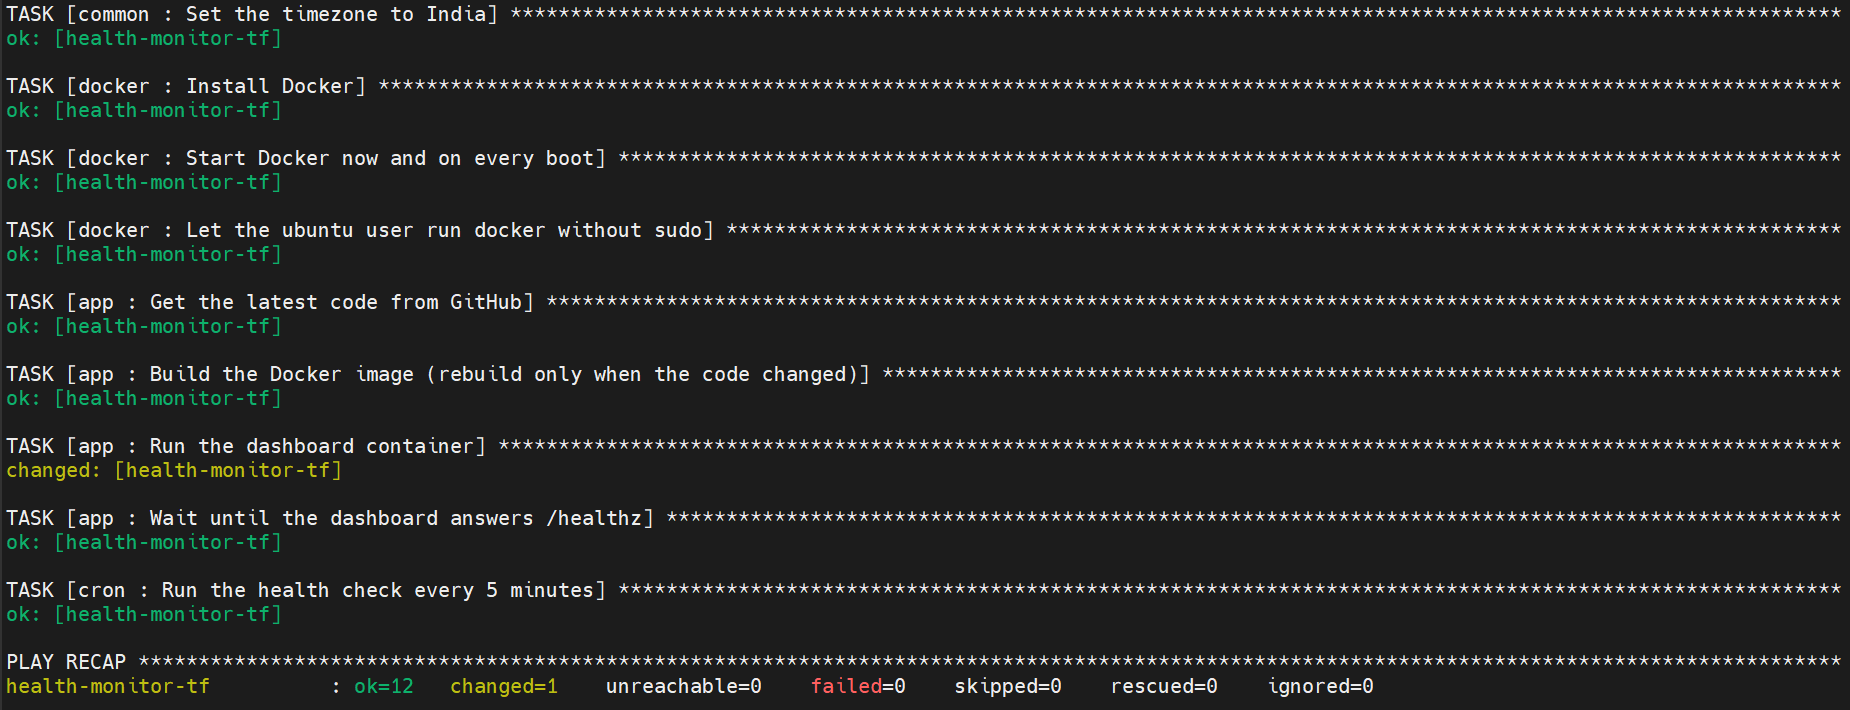 TASK [common : Set the timezone to India] ***************************************************************************************************************
ok: [health-monitor-tf]
TASK [docker : Install Docker] **************************************************************************************************************************
ok: [health-monitor-tf]
TASK [docker : Start Docker now and on every boot] ******************************************************************************************************
ok: [health-monitor-tf]
TASK [docker : Let the ubuntu user run docker without sudo] *********************************************************************************************
ok: [health-monitor-tf]
TASK [app : Get the latest code from GitHub] ************************************************************************************************************
ok: [health-monitor-tf]
TASK [app : Build the Docker image (rebuild only when the code changed)] ********************************************************************************
ok: [health-monitor-tf]
TASK [app : Run the dashboard container] ****************************************************************************************************************
changed: [health-monitor-tf]
TASK [app : Wait until the dashboard answers /healthz] **************************************************************************************************
ok: [health-monitor-tf]
TASK [cron : Run the health check every 5 minutes] ******************************************************************************************************
ok: [health-monitor-tf]
PLAY RECAP **********************************************************************************************************************************************
health-monitor-tf          : ok=12   changed=1    unreachable=0    failed=0    skipped=0    rescued=0    ignored=0